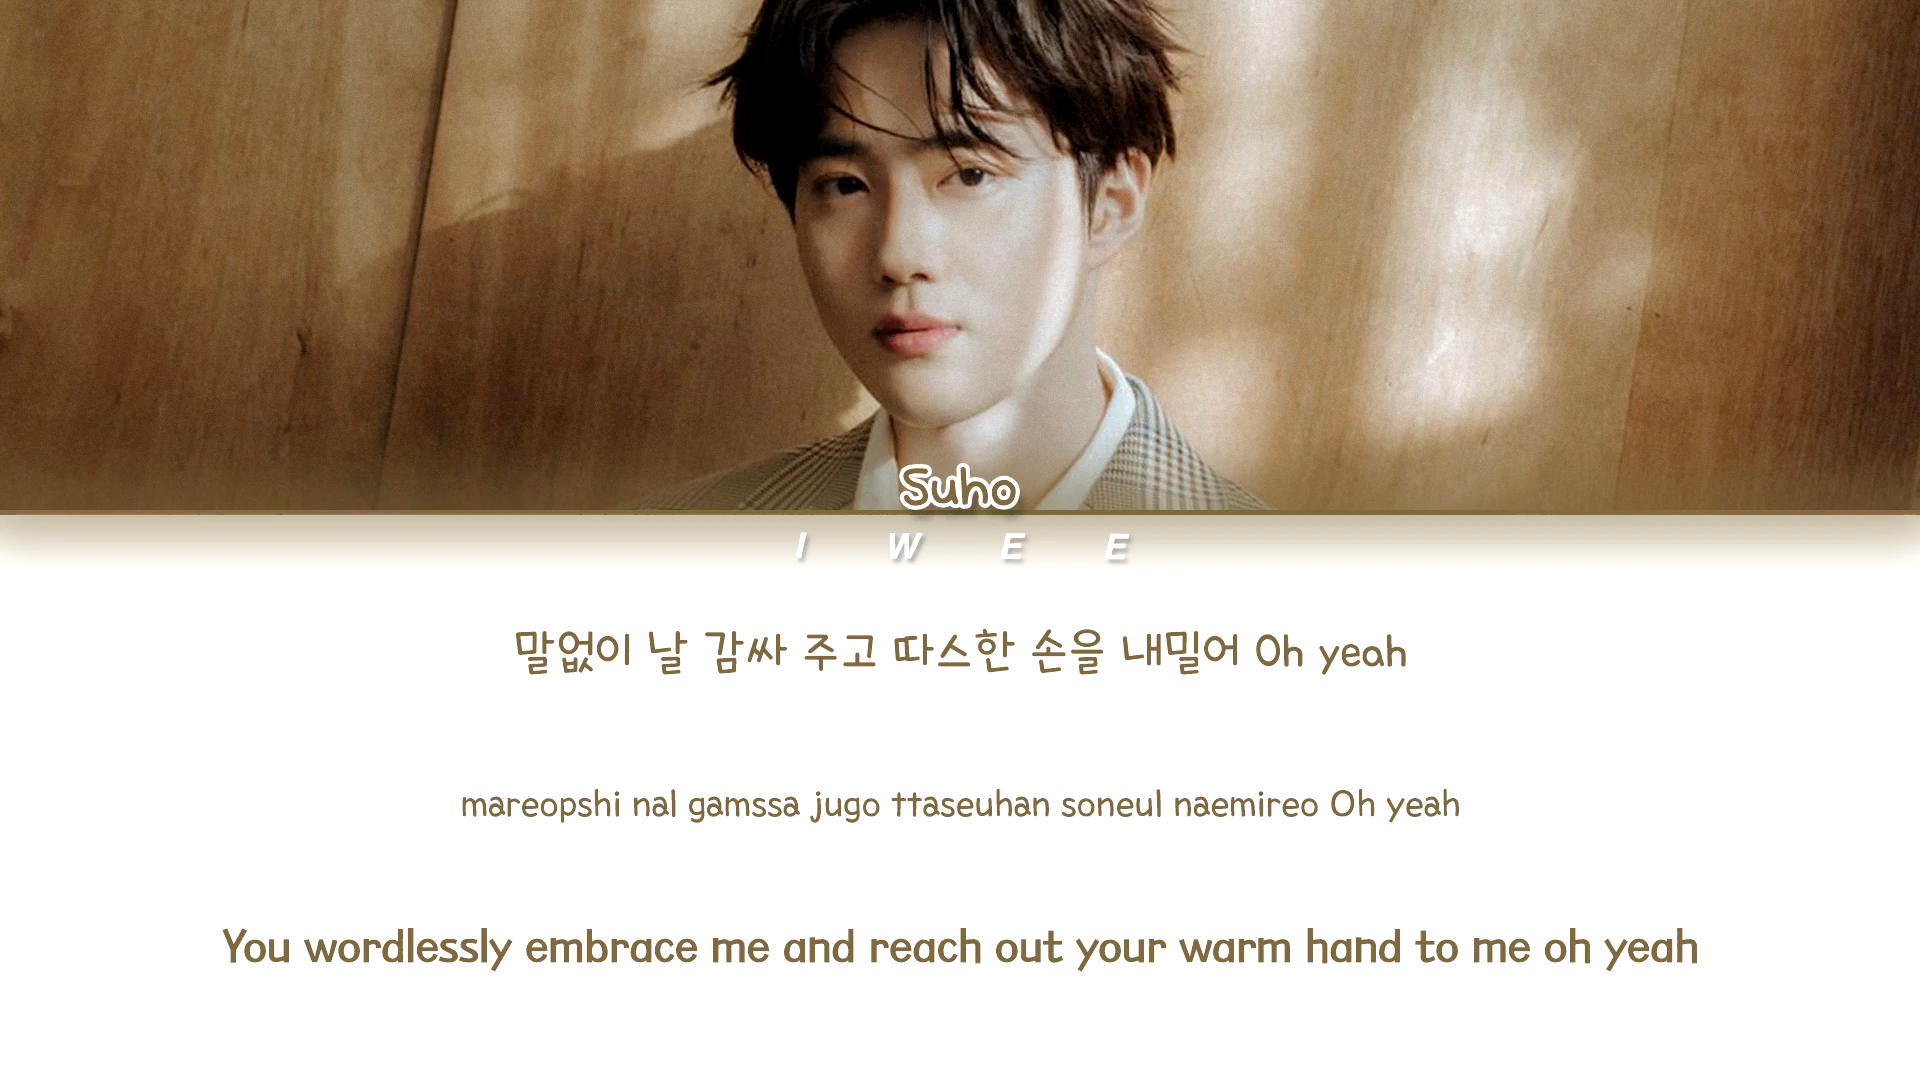 Suho
I W E E
말없이 날 감싸 주고 따스한 손을 내밀어 Oh yeah
mareopshi nal gamssa jugo ttaseuhan soneul naemireo Oh yeah
You wordlessly embrace me and reach out your warm hand to me oh yeah